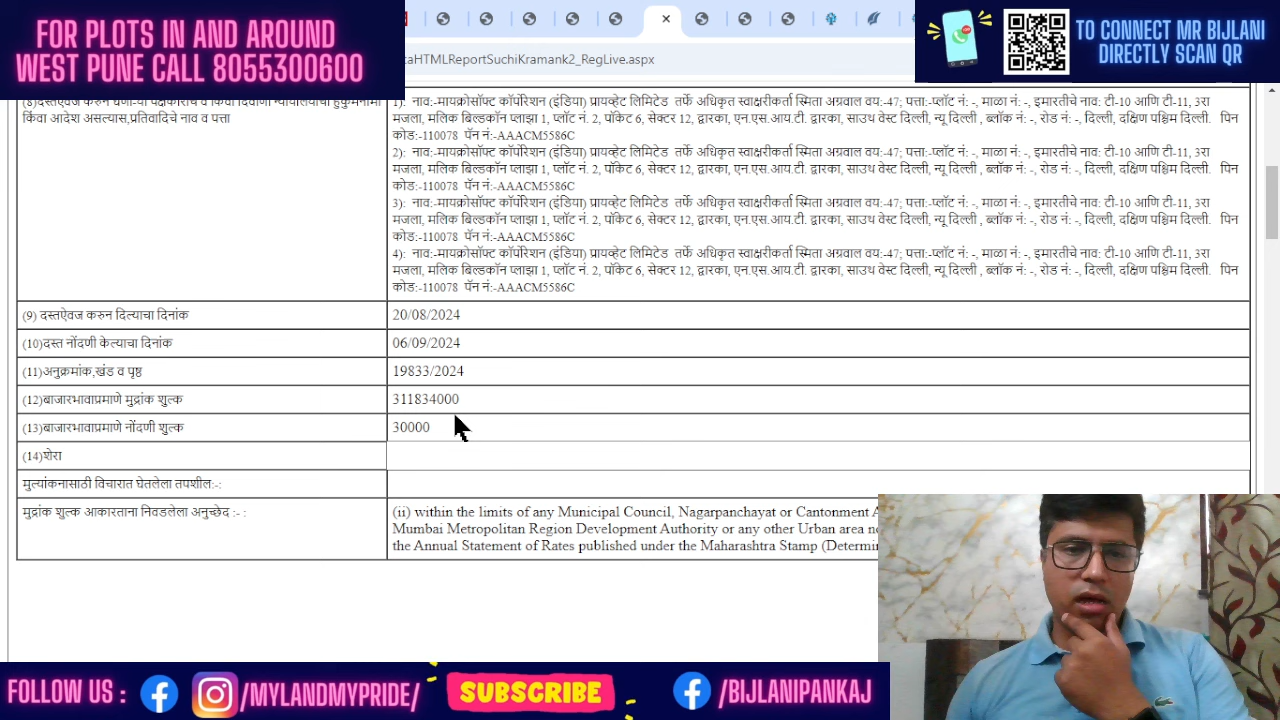 FOR PLOTS IN AND AROUND
WEST PUNE CALL 8055300600
TO CONNECT MR BIJLANI
DIRECTLY SCAN QR
taHTMLReportSuchiKramank2_RegLive.aspx
(8)दस्तऐवज करुन घेणा-या पक्षकाराचे व किंवा दिवाणी न्यायालयाचा हुकुमनामा
किंवा आदेश असल्यास,प्रतिवादिचे नाव व पत्ता
1): नाव:-मायक्रोसॉफ्ट कॉर्पोरेशन (इंडिया) प्रायव्हेट लिमिटेड तर्फे अधिकृत स्वाक्षरीकर्ता स्मिता अग्रवाल वय:-47; पत्ता:-प्लॉट नं: -, माळा नं: -, इमारतीचे नाव: टी-10 आणि टी-11, 3रा
मजला, मलिक बिल्डकॉन प्लाझा 1, प्लॉट नं. 2, पॉकेट 6, सेक्टर 12, द्वारका, एन.एस.आय.टी. द्वारका, साउथ वेस्ट दिल्ली, न्यू दिल्ली , ब्लॉक नं: -, रोड नं: -, दिल्ली, दक्षिण पश्चिम दिल्ली. पिन
कोड:-110078 पॅन नं:-AAACM5586C
2): नाव:-मायक्रोसॉफ्ट कॉर्पोरेशन (इंडिया) प्रायव्हेट लिमिटेड तर्फे अधिकृत स्वाक्षरीकर्ता स्मिता अग्रवाल वय:-47; पत्ता:-प्लॉट नं: -, माळा नं: -, इमारतीचे नाव: टी-10 आणि टी-11, 3रा
मजला, मलिक बिल्डकॉन प्लाझा 1, प्लॉट नं. 2, पॉकेट 6, सेक्टर 12, द्वारका, एन.एस.आय.टी. द्वारका, साउथ वेस्ट दिल्ली, न्यू दिल्ली , ब्लॉक नं: -, रोड नं: -, दिल्ली, दक्षिण पश्चिम दिल्ली. पिन
कोड:-110078 पॅन नं:-AAACM5586C
3): नाव:-मायक्रोसॉफ्ट कॉर्पोरेशन (इंडिया) प्रायव्हेट लिमिटेड तर्फे अधिकृत स्वाक्षरीकर्ता स्मिता अग्रवाल वय:-47; पत्ता:-प्लॉट नं: -, माळा नं: -, इमारतीचे नाव: टी-10 आणि टी-11, 3रा
मजला, मलिक बिल्डकॉन प्लाझा 1, प्लॉट नं. 2, पॉकेट 6, सेक्टर 12, द्वारका, एन.एस.आय.टी. द्वारका, साउथ वेस्ट दिल्ली, न्यू दिल्ली , ब्लॉक नं: -, रोड नं: -, दिल्ली, दक्षिण पश्चिम दिल्ली. पिन
कोड:-110078 पॅन नं:-AAACM5586C
4): नाव:-मायक्रोसॉफ्ट कॉर्पोरेशन (इंडिया) प्रायव्हेट लिमिटेड तर्फे अधिकृत स्वाक्षरीकर्ता स्मिता अग्रवाल वय:-47; पत्ता:-प्लॉट नं: -, माळा नं: -, इमारतीचे नाव: टी-10 आणि टी-11, 3रा
मजला, मलिक बिल्डकॉन प्लाझा 1, प्लॉट नं. 2, पॉकेट 6, सेक्टर 12, द्वारका, एन.एस.आय.टी. द्वारका, साउथ वेस्ट दिल्ली, न्यू दिल्ली , ब्लॉक नं: -, रोड नं: -, दिल्ली, दक्षिण पश्चिम दिल्ली. पिन
कोड:-110078 पॅन नं:-AAACM5586C
(9) दस्तऐवज करुन दिल्याचा दिनांक 20/08/2024
(10)दस्त नोंदणी केल्याचा दिनांक 06/09/2024
(11)अनुक्रमांक,खंड व पृष्ठ 19833/2024
(12)बाजारभावाप्रमाणे मुद्रांक शुल्क 311834000
(13)बाजारभावाप्रमाणे नोंदणी शुल्क 30000
(14)शेरा
मुल्यांकनासाठी विचारात घेतलेला तपशील:-:
मुद्रांक शुल्क आकारताना निवडलेला अनुच्छेद :- :
(ii) within the limits of any Municipal Council, Nagarpanchayat or Cantonment A
Mumbai Metropolitan Region Development Authority or any other Urban area no
the Annual Statement of Rates published under the Maharashtra Stamp (Determin
FOLLOW US : /MYLANDMYPRIDE/ SUBSCRIBE /BIJLANIPANKAJ